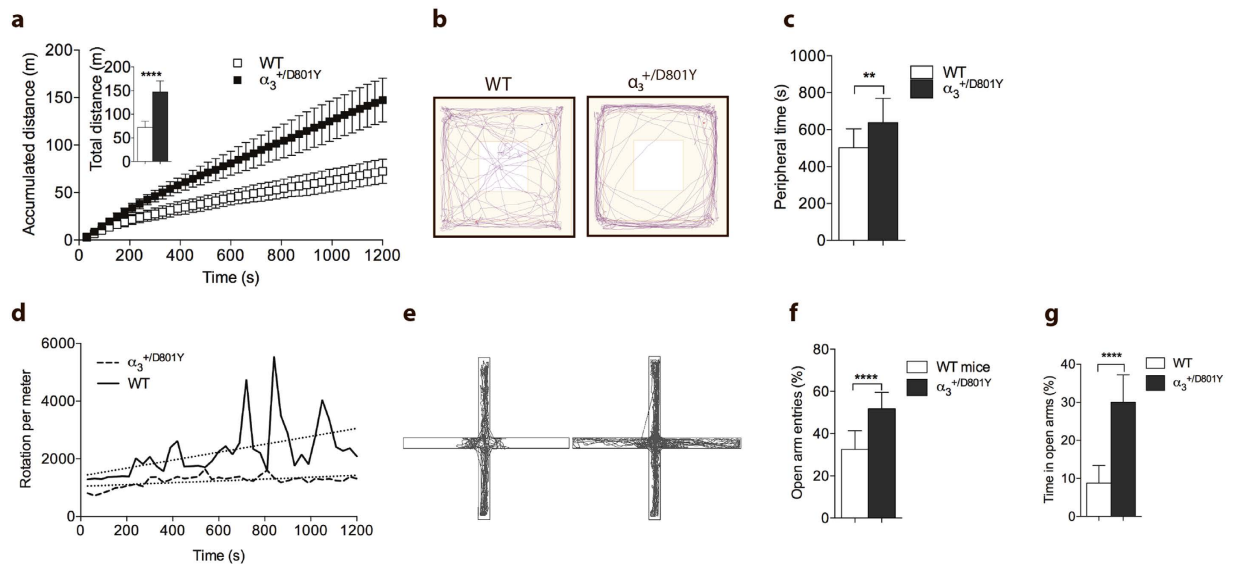 a
Accumulated distance (m)
200
150
100
50
0
Total distance (m)
200
150
100
50
0
****
WT
α₃⁺/D801Y
200 400 600 800 1000 1200
Time (s)
b
WT
α₃⁺/D801Y
c
Peripheral time (s)
1000
800
600
400
200
0
**
WT
α₃⁺/D801Y
d
Rotation per meter
6000
4000
2000
0
α₃⁺/D801Y
WT
0 200 400 600 800 1000 1200
Time (s)
e
f
Open arm entries (%)
80
60
40
20
0
****
WT mice
α₃⁺/D801Y
g
Time in open arms (%)
40
30
20
10
0
****
WT
α₃⁺/D801Y